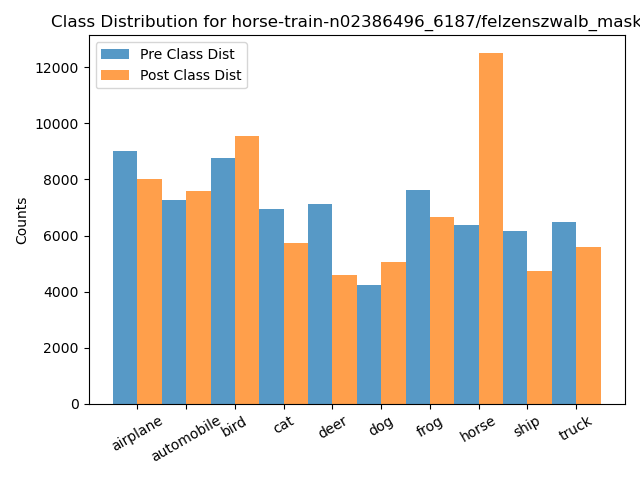 Class Distribution for horse-train-n02386496_6187/felzenszwalb_mask
Pre Class Dist
Post Class Dist
Counts
12000
10000
8000
6000
4000
2000
0
airplane
automobile
bird
cat
deer
dog
frog
horse
ship
truck